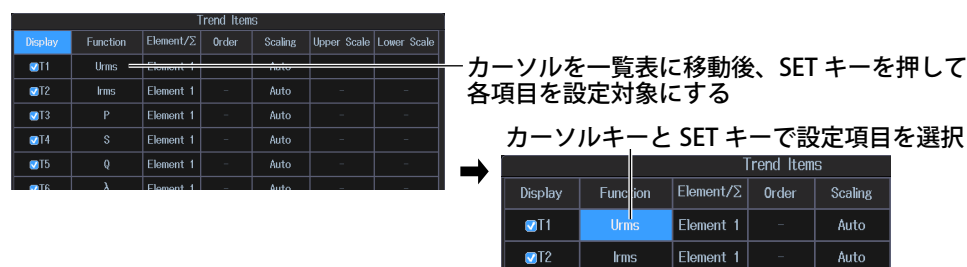 Trend Items
Display Function Element/Σ Order Scaling Upper Scale Lower Scale
T1 Urms Element 1 - Auto - -
T2 Irms Element 1 - Auto - -
T3 P Element 1 - Auto - -
T4 S Element 1 - Auto - -
T5 Q Element 1 - Auto - -
T6 λ Element 1 - Auto - -
カーソルを一覧表に移動後、SET キーを押して
各項目を設定対象にする
カーソルキーと SET キーで設定項目を選択
Trend Items
Display Function Element/Σ Order Scaling
T1 Urms Element 1 - Auto
T2 Irms Element 1 - Auto